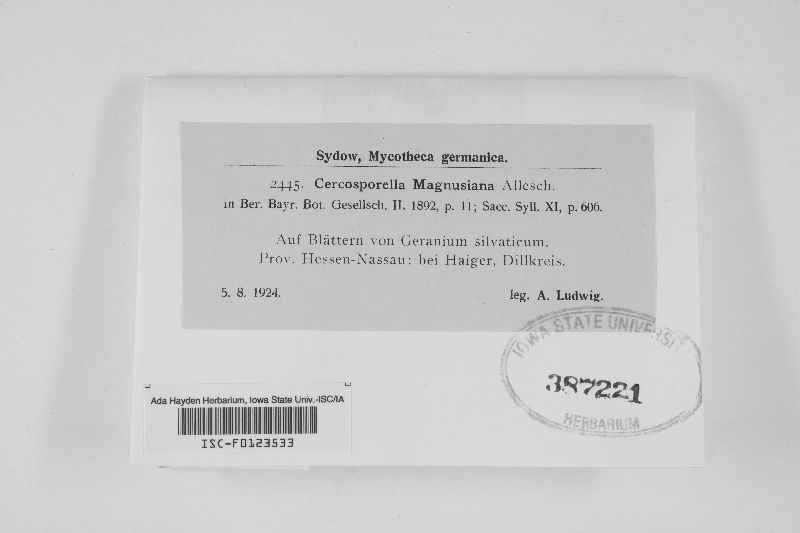 Sydow, Mycotheca germanica.
2445. Cercosporella Magnusiana Allesch.
in Ber. Bayr. Bot. Gesellsch. II, 1892, p. 11; Sacc. Syll. XI, p. 606.
Auf Blättern von Geranium silvaticum.
Prov. Hessen-Nassau: bei Haiger, Dillkreis.
5. 8. 1924. leg. A. Ludwig.
IOWA STATE UNIVERSITY
387221
HERBARIUM
Ada Hayden Herbarium, Iowa State Univ.-ISC/IA
ISC-F0123533